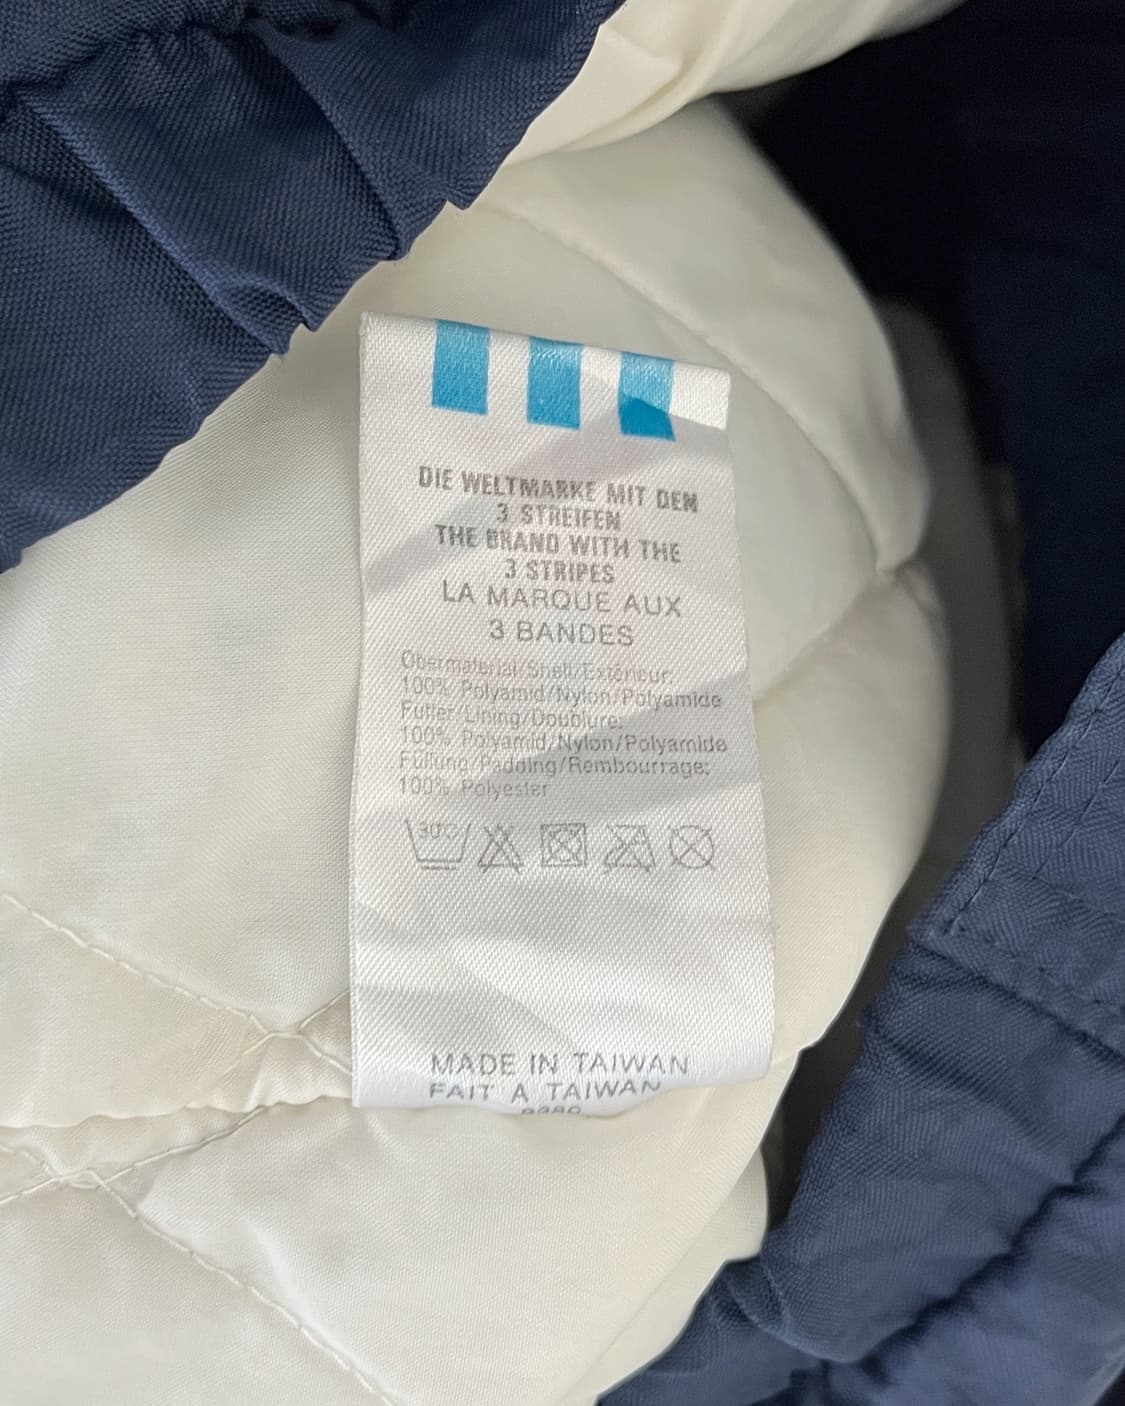 DIE WELTMARKE MIT DEN
3 STREIFEN
THE BRAND WITH THE
3 STRIPES
LA MARQUE AUX
3 BANDES
Obermaterial/Shell/Extérieur:
100% Polyamid/Nylon/Polyamide
Futter/Lining/Doublure:
100% Polyamid/Nylon/Polyamide
Füllung/Padding/Rembourrage:
100% Polyester
30°
MADE IN TAIWAN
FAIT A TAIWAN